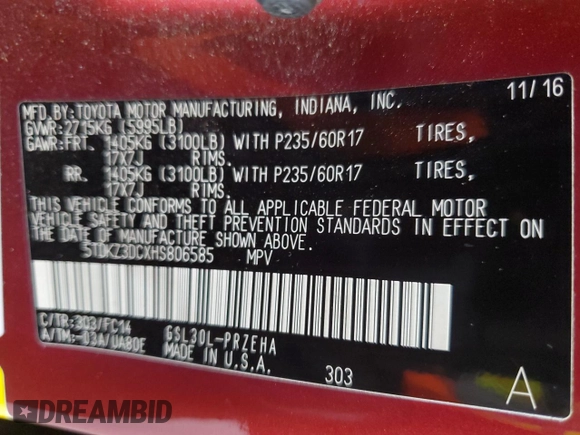 MFD.BY:TOYOTA MOTOR MANUFACTURING, INDIANA, INC. 11/16
GVWR:2715KG (5995LB)
GAWR:FRT. 1405KG (3100LB) WITH P235/60R17 TIRES,
17X7J RIMS.
RR. 1405KG (3100LB) WITH P235/60R17 TIRES,
17X7J RIMS.
THIS VEHICLE CONFORMS TO ALL APPLICABLE FEDERAL MOTOR
VEHICLE SAFETY AND THEFT PREVENTION STANDARDS IN EFFECT ON
THE DATE OF MANUFACTURE SHOWN ABOVE.
5TDKZ3DCXHS806585 MPV
C/TR:3Q3/FC14 GSL30L-PRZEHA
A/TM:-03A/UA80E MADE IN U.S.A.
303 A
DREAMBID